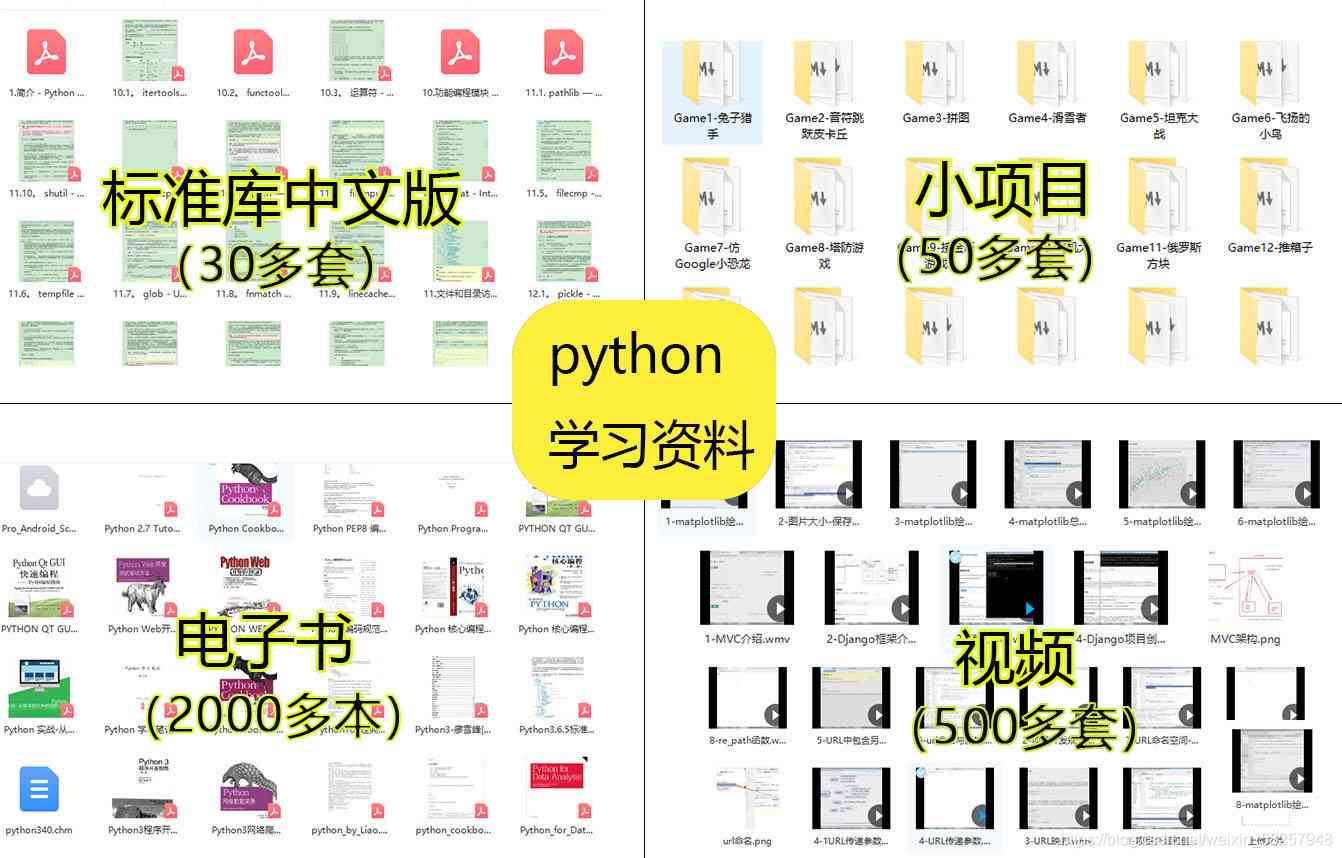 1.简介 - Python ...
10.1， itertools...
10.2， functool...
10.3， 运算符 - ...
10.功能编程模块 ...
11.1. pathlib — ...
11.10， shutil - ...
11.5， filecmp -...
标准库中文版
（30多套）
11.6， tempfile ...
11.7， glob - U...
11.8， fnmatch ...
11.9， linecache...
11.文件和目录访...
12.1， pickle - ...
Game1-兔子猎手
Game2-音符跳跃皮卡丘
Game3-拼图
Game4-滑雪者
Game5-坦克大战
Game6-飞扬的小鸟
小项目
（50多套）
Game7-仿Google小恐龙
Game8-塔防游戏
Game11-俄罗斯方块
Game12-推箱子
python
学习资料
Pro_Android_Sc...
Python 2.7 Tuto...
Python Cookbo...
Python PEP8 编...
Python Progra...
PYTHON QT GU...
PYTHON QT GU...
Python Web开...
Python 核心编程...
Python 核心编程...
电子书
（2000多本）
Python 实战-从...
Python3-廖雪峰[...
Python3.6.5标准...
python340.chm
Python3程序开...
Python3网络爬...
python_by_Liao...
python_cookbo...
Python_for_Dat...
1-matplotlib绘...
2-图片大小-保存...
3-matplotlib绘...
4-matplotlib总...
5-matplotlib绘...
6-matplotlib绘...
1-MVC介绍.wmv
2-Django框架介...
4-Django项目创...
MVC架构.png
视频
（500多套）
8-re_path函数.w...
5-URL中包含另...
URL命名空间-...
8-matplotlib绘...
url命名.png
4-1URL传递参数...
4-URL传递参数...
3-URL映射.wmv